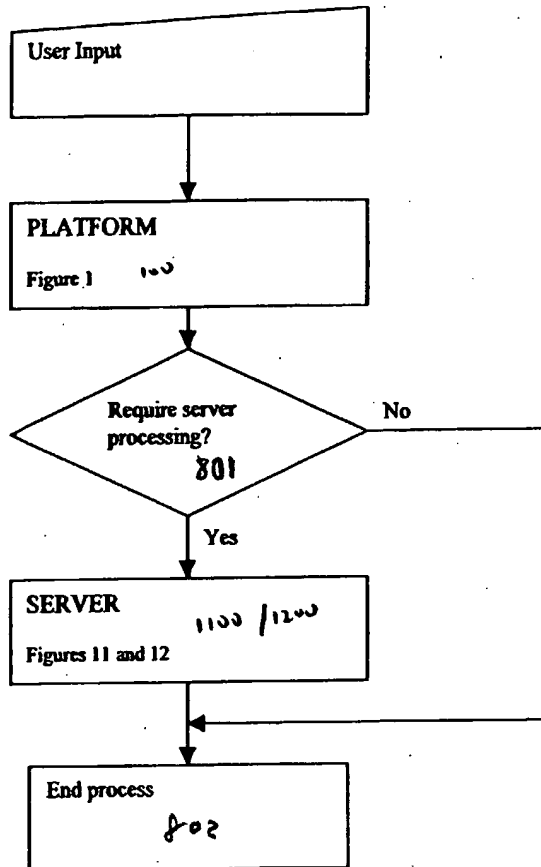 User Input
PLATFORM
Figure 1 100
Require server
processing?
801
No
Yes
SERVER
1100 / 1200
Figures 11 and 12
End process
802